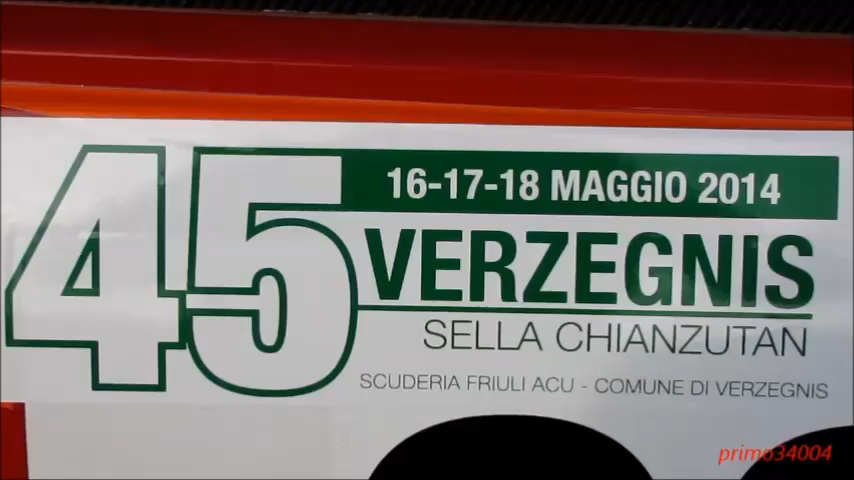 45
16-17-18 MAGGIO 2014
VERZEGNIS
SELLA CHIANZUTAN
SCUDERIA FRIULI ACU - COMUNE DI VERZEGNIS
primo34004